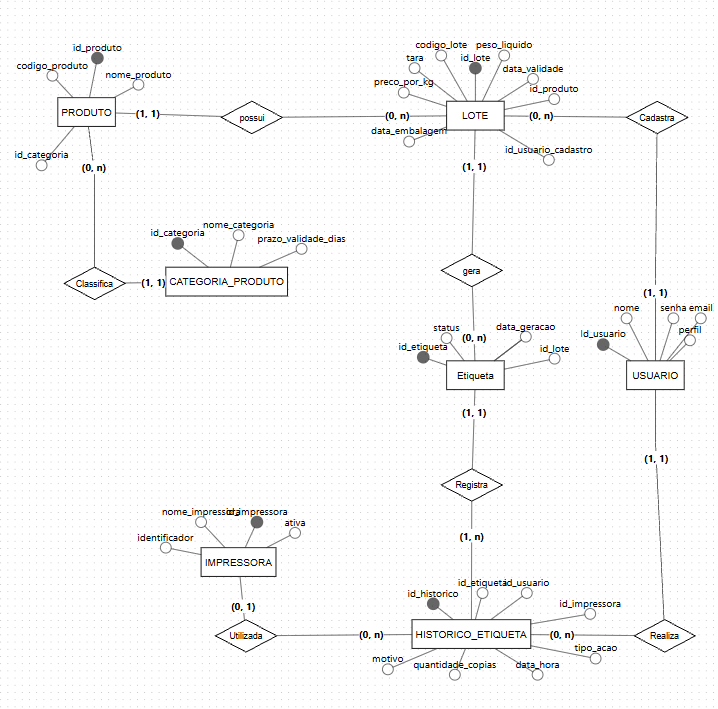 id_produto
codigo_produto
nome_produto
PRODUTO
(1, 1)
possui
id_categoria
(0, n)
codigo_lote
peso_liquido
tara
id_lote
data_validade
preco_por_kg
id_produto
(0, n)
LOTE
(0, n)
Cadastra
data_embalagem
id_usuario_cadastro
(1, 1)
nome_categoria
id_categoria
prazo_validade_dias
Classifica
(1, 1)
CATEGORIA_PRODUTO
gera
(1, 1)
nome
senha
email
Id_usuario
perfil
USUARIO
status
data_geracao
(0, n)
id_etiqueta
id_lote
Etiqueta
(1, 1)
(1, 1)
Registra
nome_impressora
id_impressora
ativa
identificador
(1, n)
IMPRESSORA
id_etiqueta
id_usuario
id_historico
id_impressora
(0, 1)
Utilizada
(0, n)
HISTORICO_ETIQUETA
(0, n)
Realiza
tipo_acao
motivo
quantidade_copias
data_hora